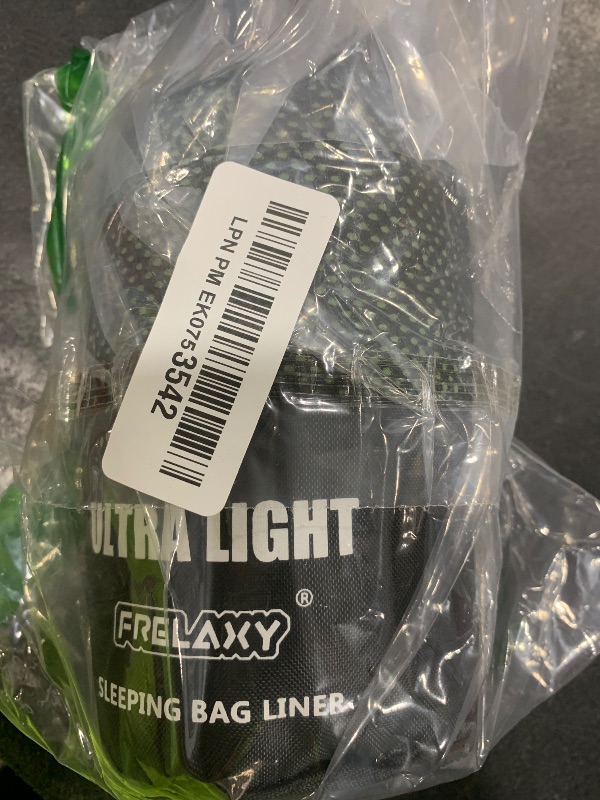 LPN PM EK0753542
ULTRA LIGHT
FRELAXY ®
SLEEPING BAG LINER